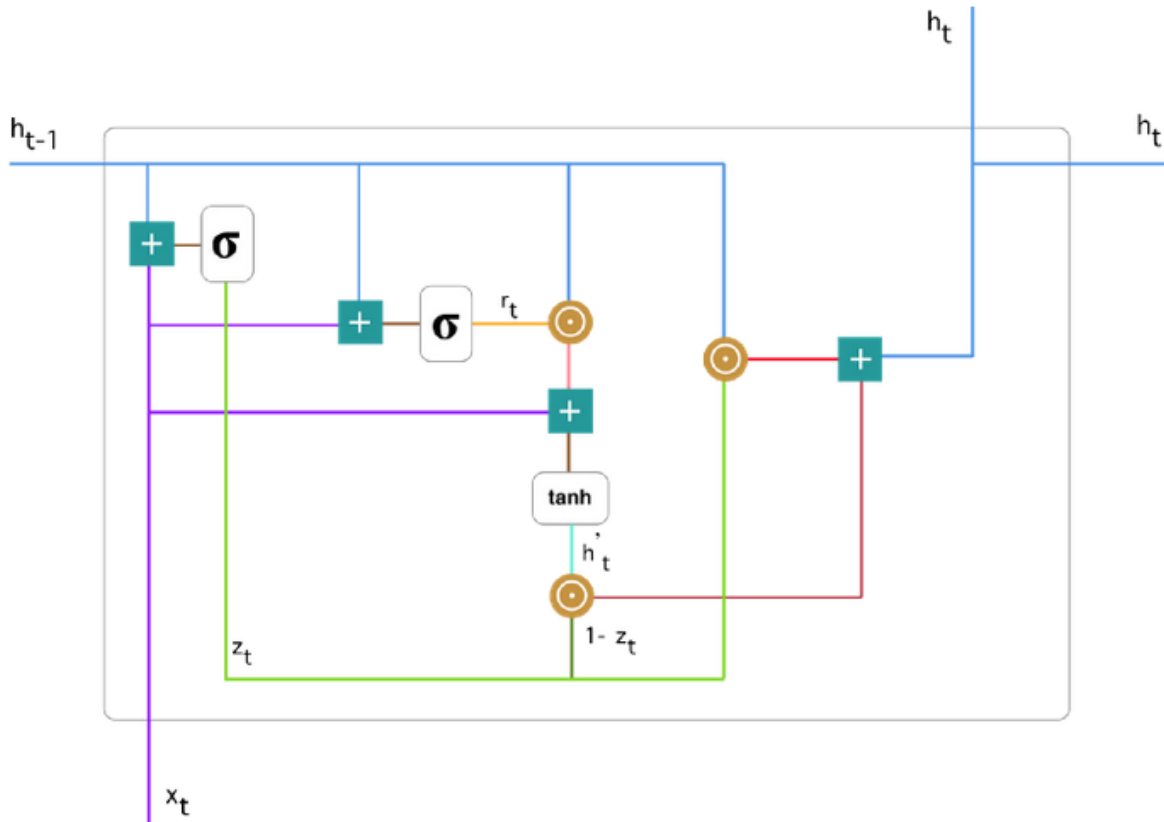 h_t
h_{t-1}
h_t
+
σ
+
σ
r_t
+
+
tanh
h'_t
1- z_t
z_t
x_t